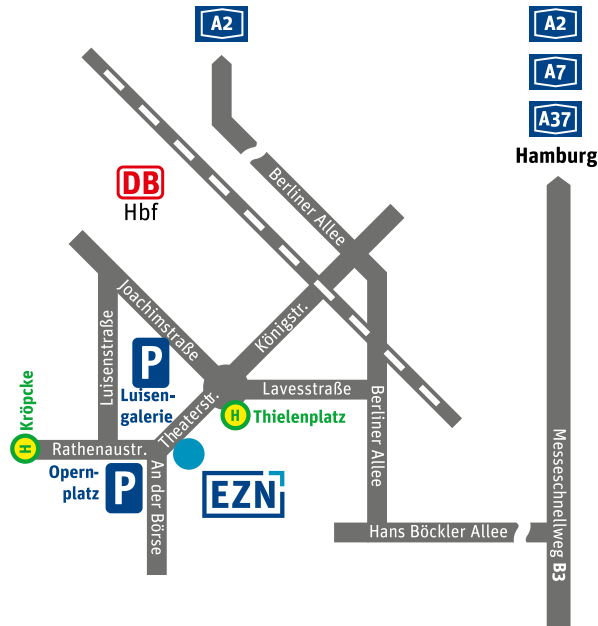 A2
A2
A7
A37
Hamburg
DB
Hbf
Berliner Allee
Königstr.
Joachimstraße
Luisenstraße
P
Luisen-
galerie
Lavesstraße
H
Thielenplatz
Theaterstr.
Kröpcke
H
Rathenaustr.
Opern-
platz
P
An der Börse
EZN
Berliner Allee
Hans Böckler Allee
Messeschnellweg B3